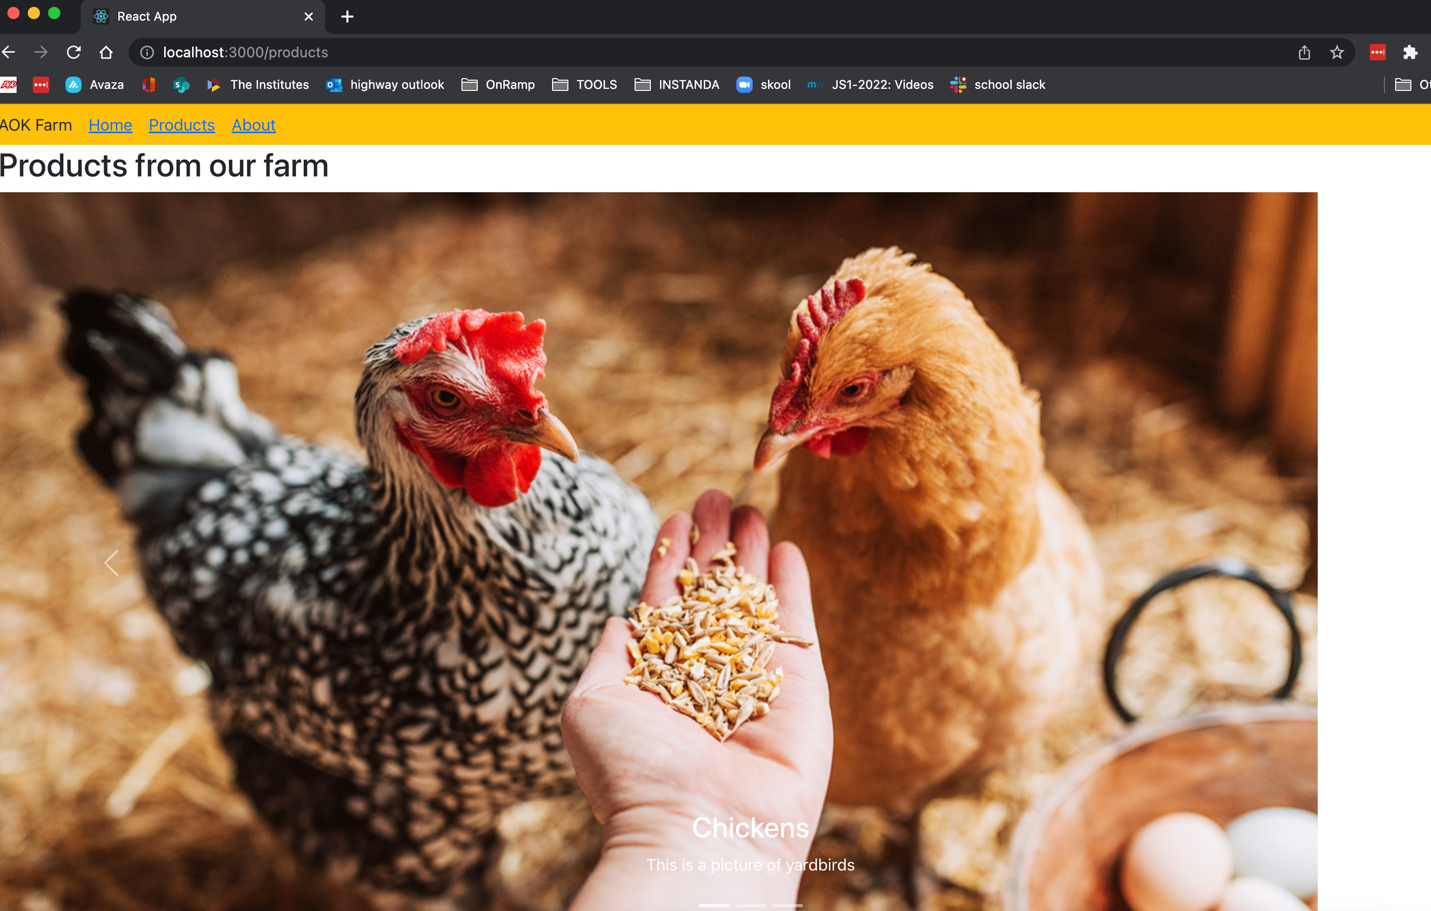 React App
localhost:3000/products
ADP Avaza The Institutes highway outlook OnRamp TOOLS INSTANDA skool JS1-2022: Videos school slack
AOK Farm Home Products About
Products from our farm
Chickens
This is a picture of yardbirds